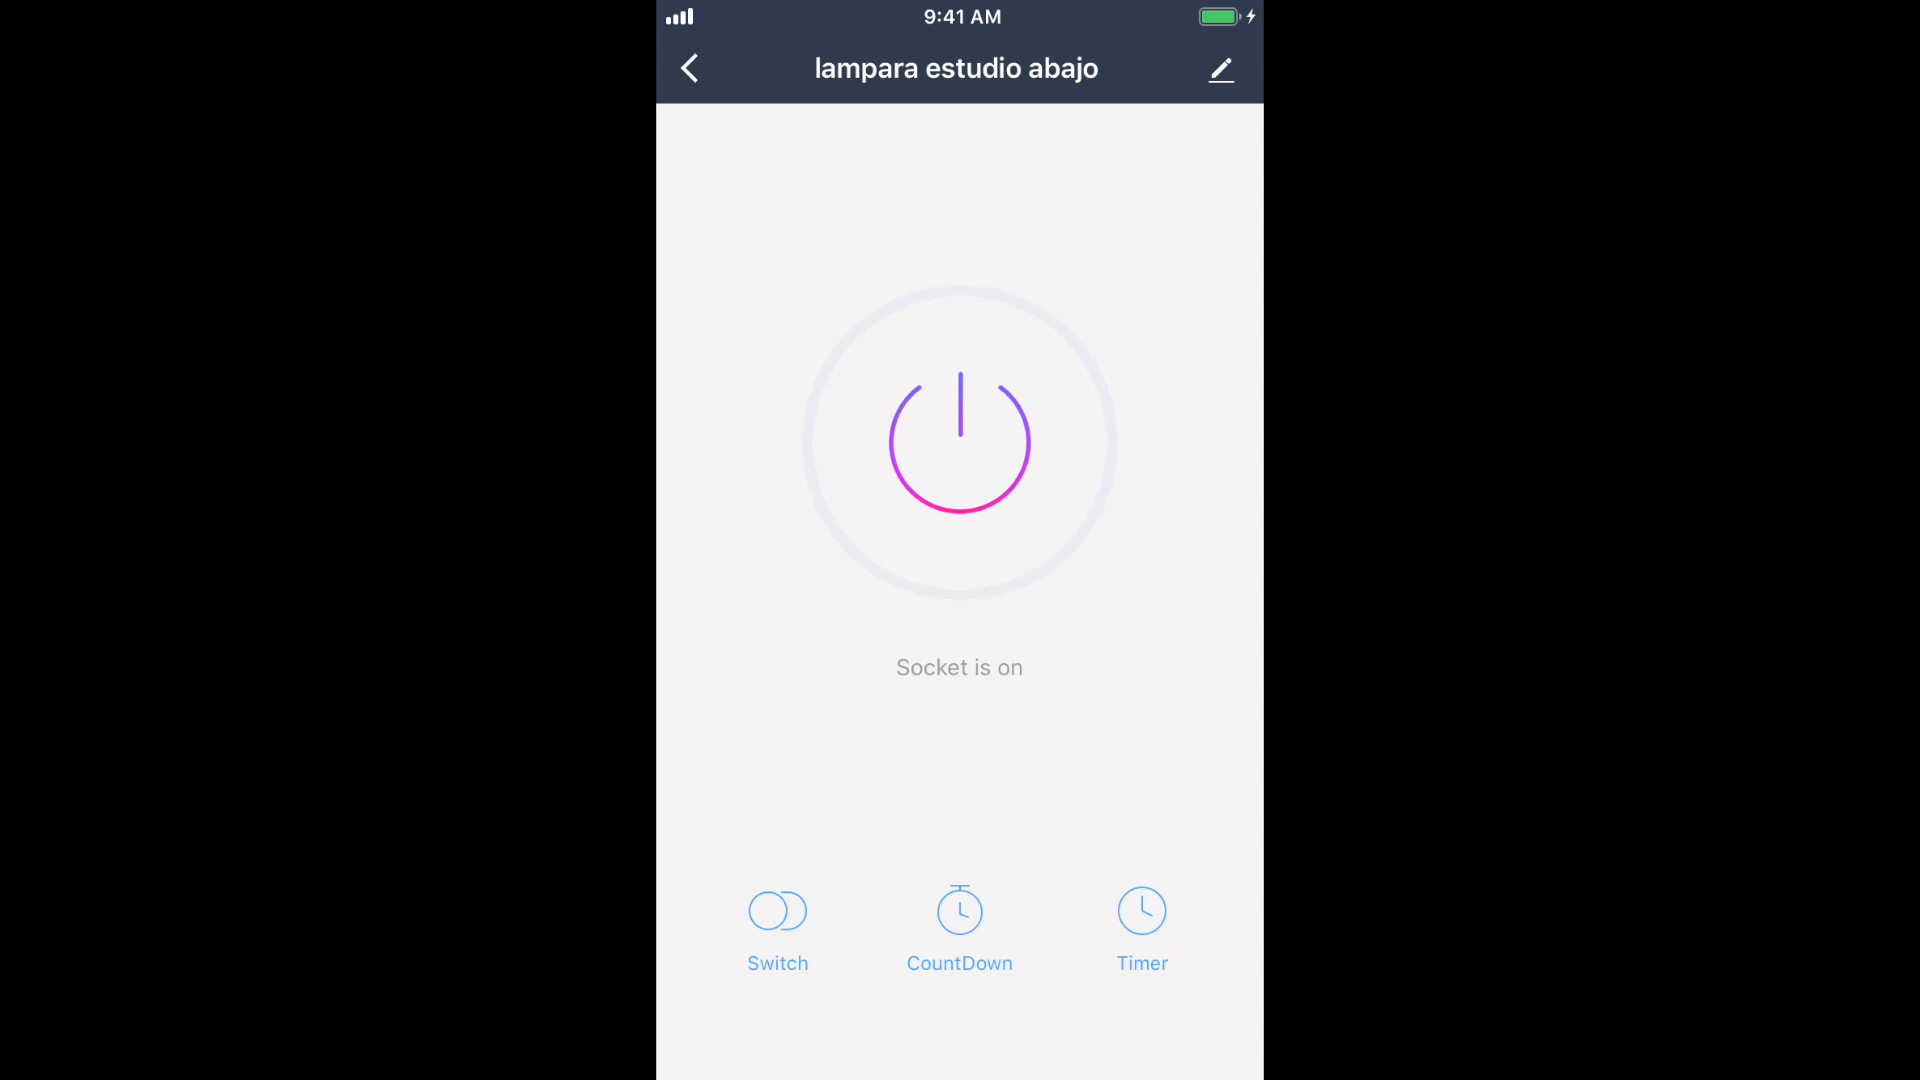 9:41 AM
lampara estudio abajo
Socket is on
Switch
CountDown
Timer